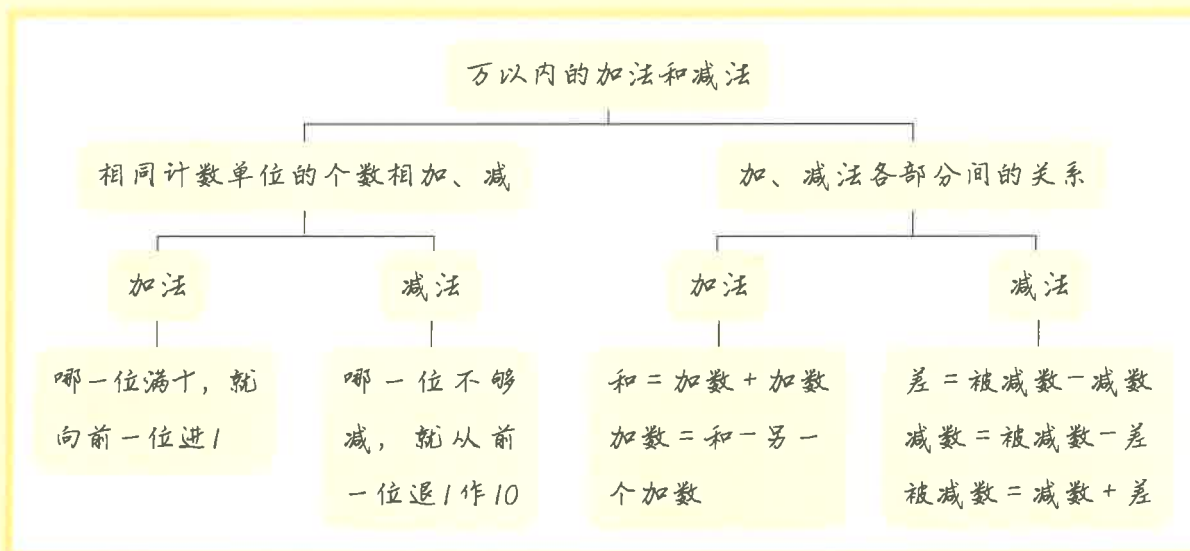 万以内的加法和减法
相同计数单位的个数相加、减
加、减法各部分间的关系
加法
减法
加法
减法
哪一位满十，就
向前一位进1
哪一位不够
减，就从前
一位退1作10
和=加数+加数
加数=和-另一
个加数
差=被减数-减数
减数=被减数-差
被减数=减数+差